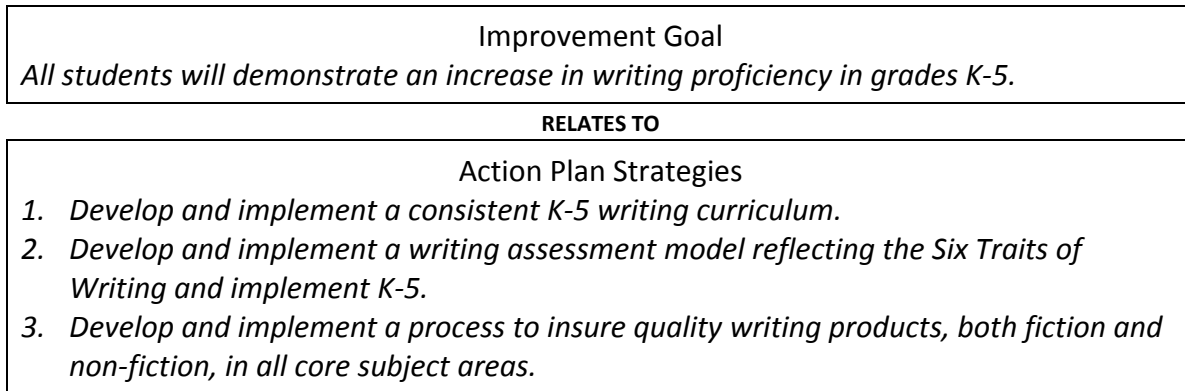 Improvement Goal
All students will demonstrate an increase in writing proficiency in grades K-5.
RELATES TO
Action Plan Strategies
1. Develop and implement a consistent K-5 writing curriculum.
2. Develop and implement a writing assessment model reflecting the Six Traits of
Writing and implement K-5.
3. Develop and implement a process to insure quality writing products, both fiction and
non-fiction, in all core subject areas.